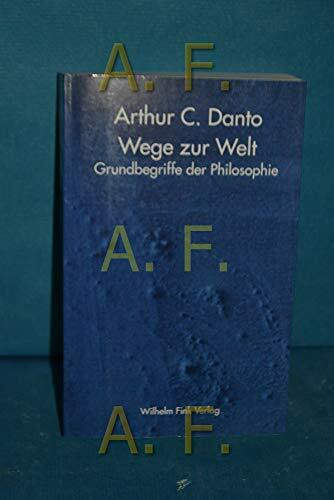 A. F.
Arthur C. Danto
Wege zur Welt
Grundbegriffe der Philosophie
A. F.
Wilhelm Fink Verlag
A. F.